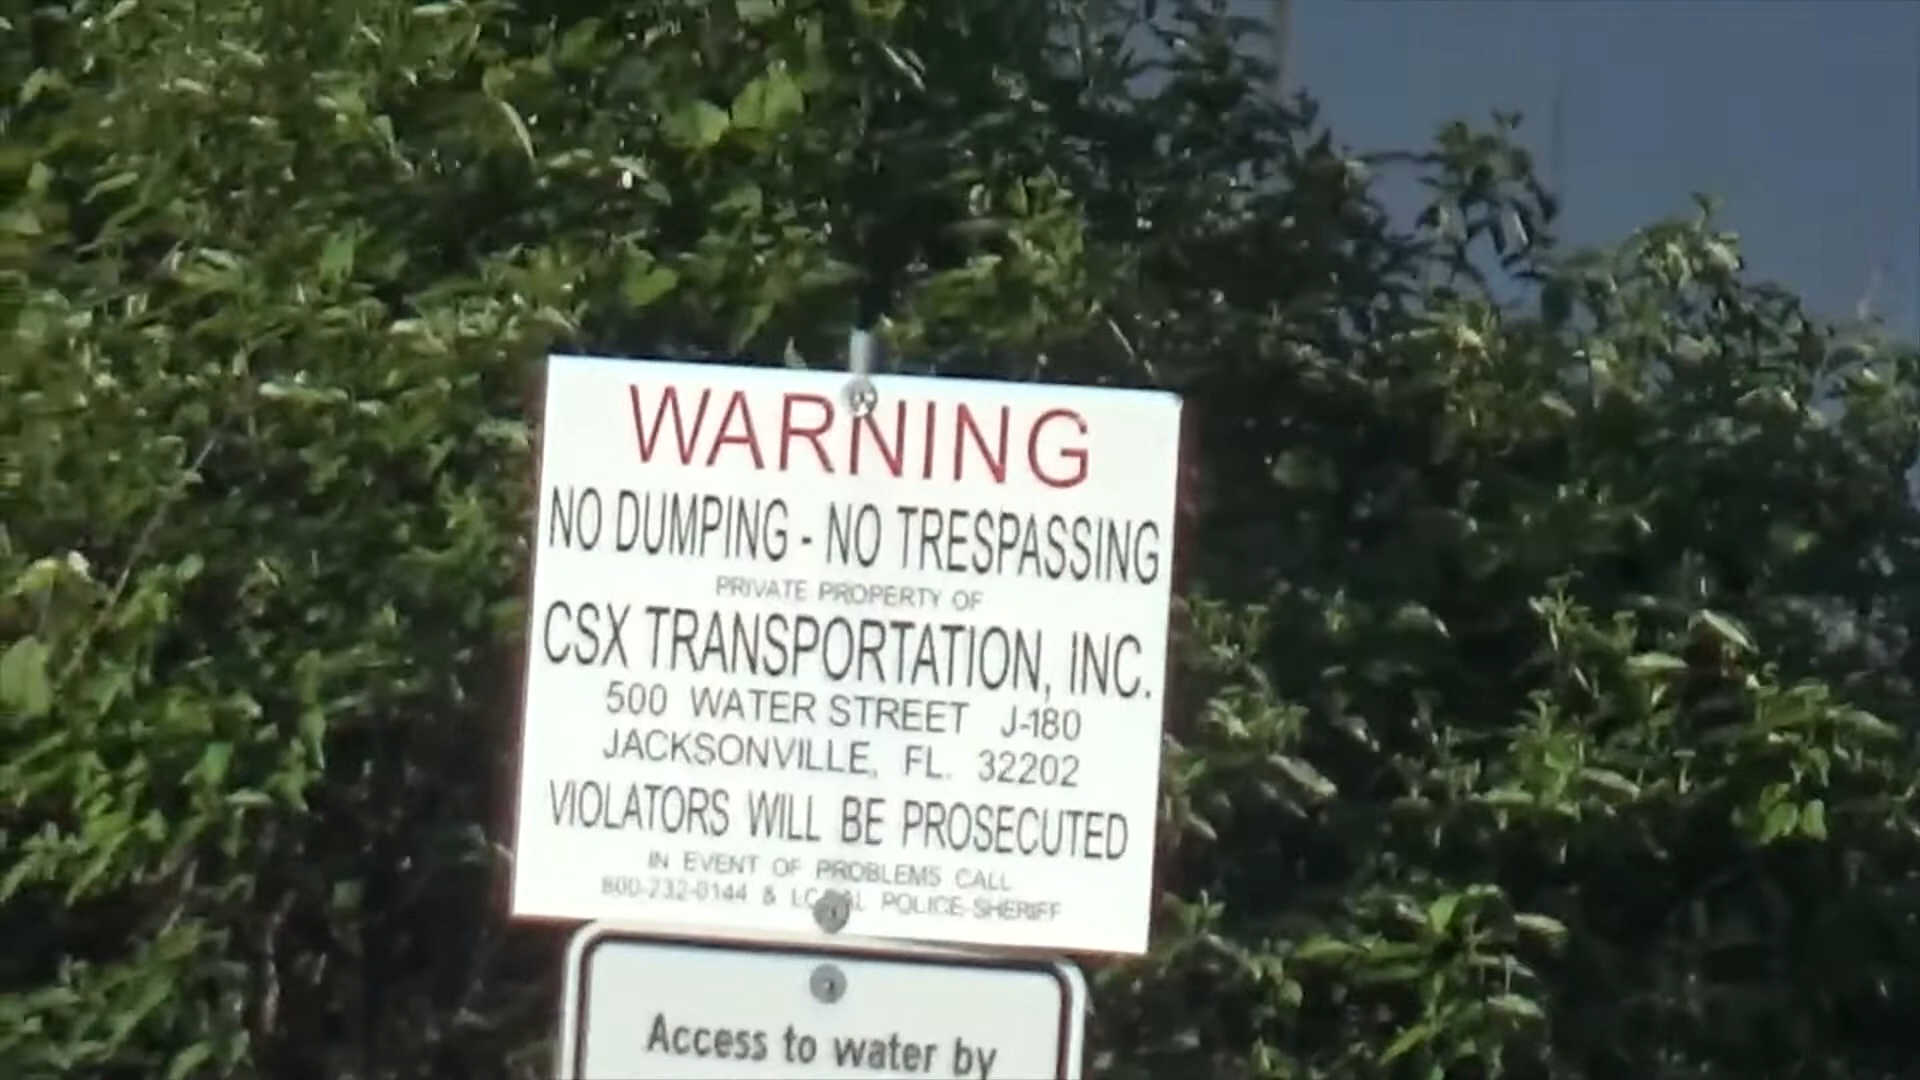 WARNING
NO DUMPING - NO TRESPASSING
PRIVATE PROPERTY OF
CSX TRANSPORTATION, INC.
500 WATER STREET J-180
JACKSONVILLE, FL. 32202
VIOLATORS WILL BE PROSECUTED
IN EVENT OF PROBLEMS CALL
800-232-0144 & LOCAL POLICE-SHERIFF
Access to water by